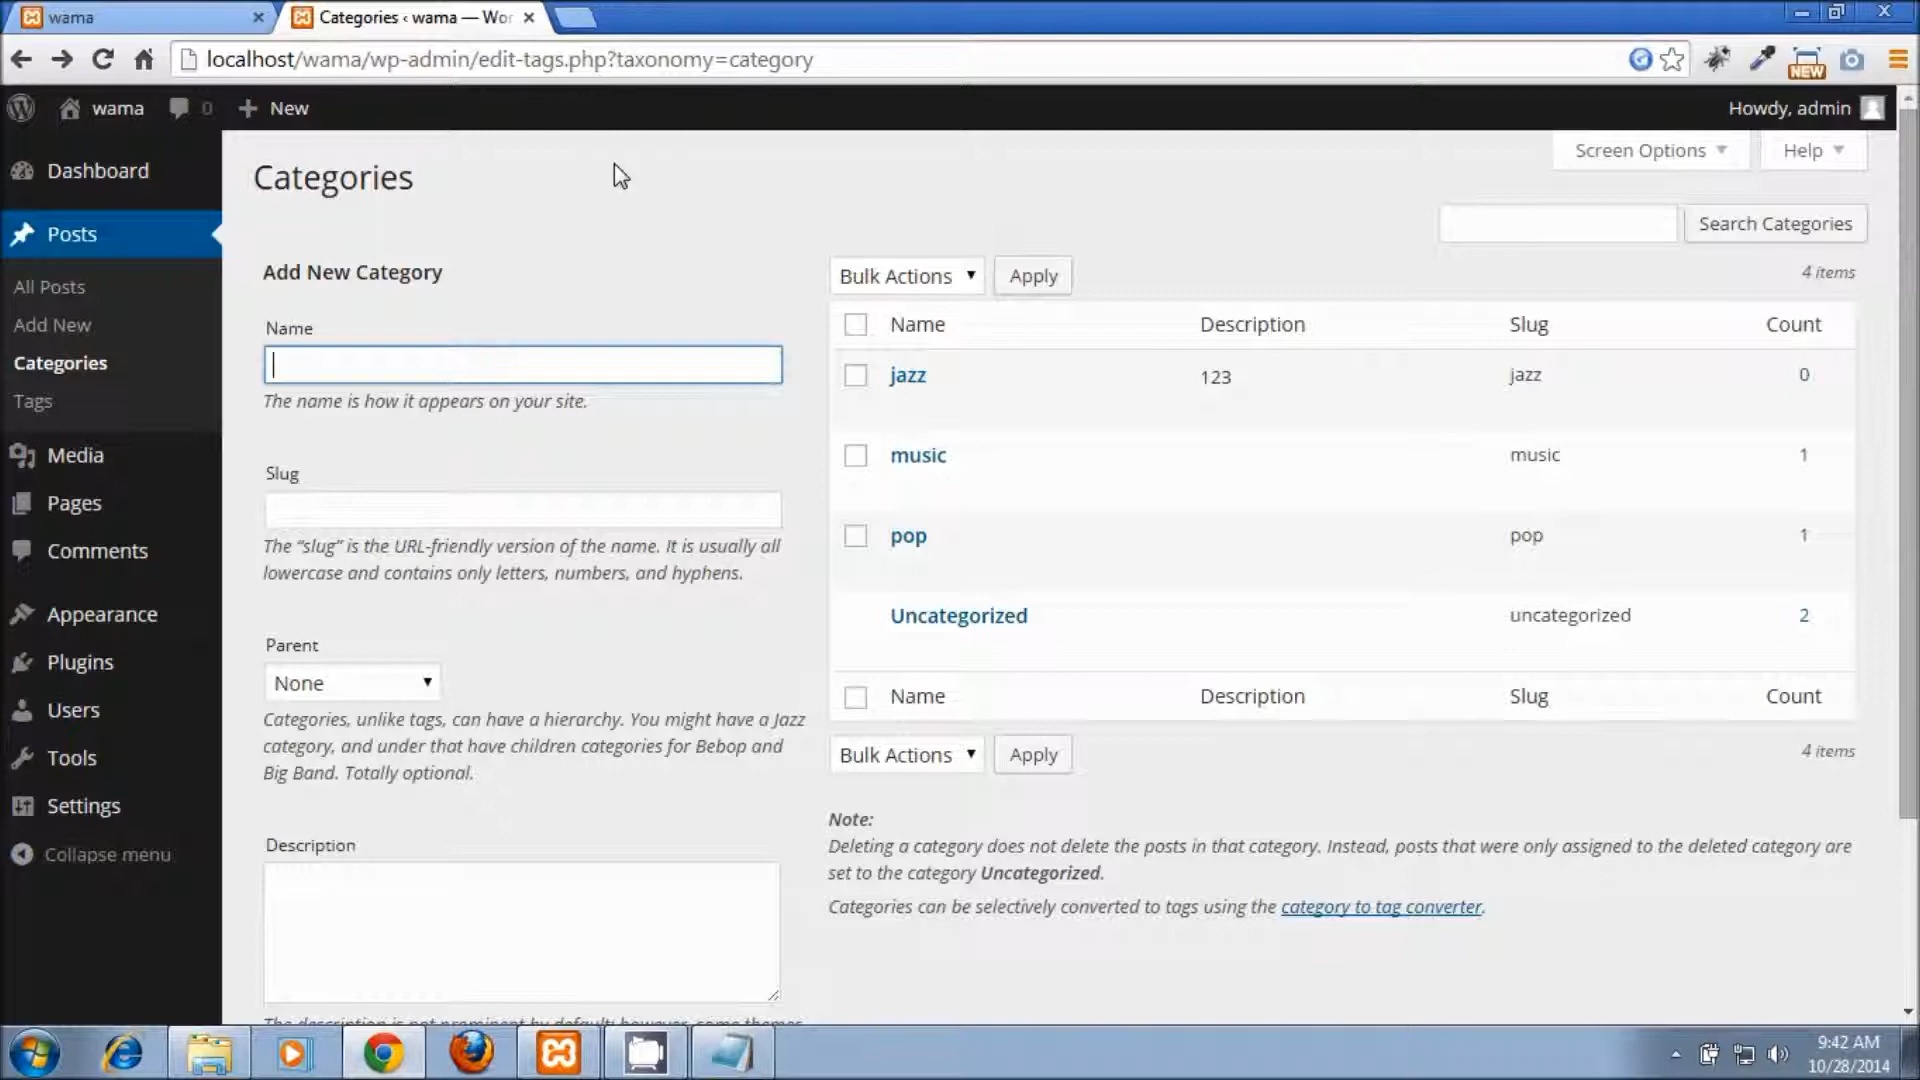 wama
Categories ‹ wama — Wor
localhost/wama/wp-admin/edit-tags.php?taxonomy=category
NEW
wama
0
New
Howdy, admin
Screen Options
Help
Dashboard
Categories
Posts
Search Categories
All Posts
Add New
Categories
Tags
Media
Pages
Comments
Appearance
Plugins
Users
Tools
Settings
Collapse menu
Add New Category
Name
The name is how it appears on your site.
Slug
The “slug” is the URL-friendly version of the name. It is usually all
lowercase and contains only letters, numbers, and hyphens.
Parent
None
Categories, unlike tags, can have a hierarchy. You might have a Jazz
category, and under that have children categories for Bebop and
Big Band. Totally optional.
Description
The description is not prominent by default; however, some themes
Bulk Actions
Apply
4 items
Name Description Slug Count
jazz 123 jazz 0
music music 1
pop pop 1
Uncategorized uncategorized 2
Name Description Slug Count
Bulk Actions
Apply
4 items
Note:
Deleting a category does not delete the posts in that category. Instead, posts that were only assigned to the deleted category are
set to the category Uncategorized.
Categories can be selectively converted to tags using the category to tag converter.
9:42 AM
10/28/2014